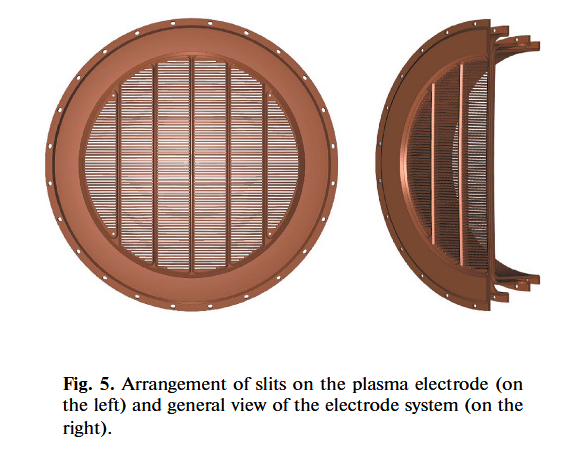 Fig. 5. Arrangement of slits on the plasma electrode (on
the left) and general view of the electrode system (on the
right).